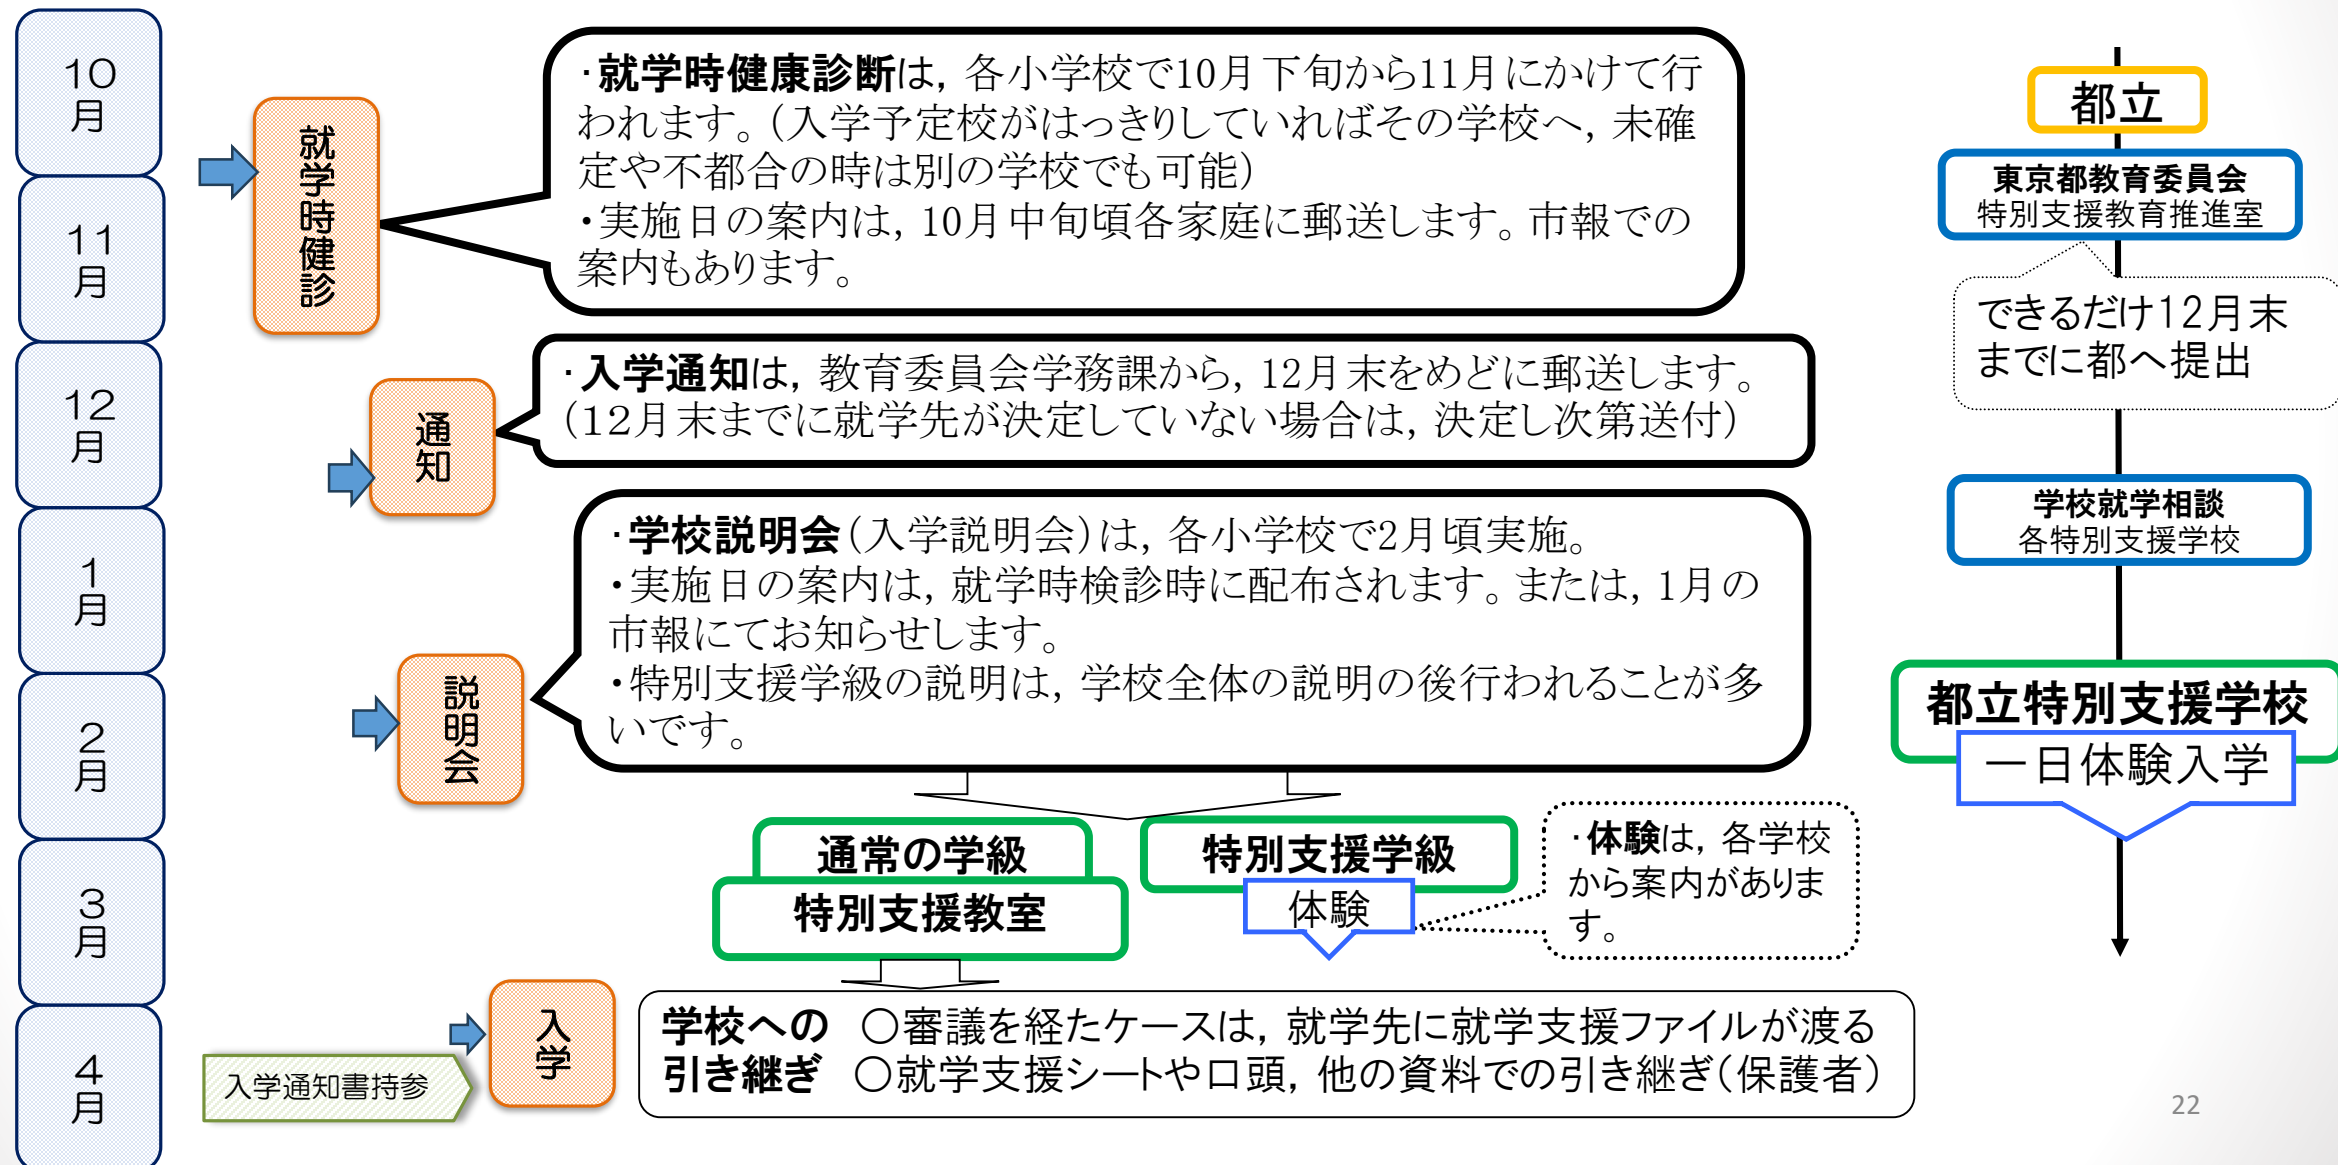 10
月
11
月
12
月
1
月
2
月
3
月
4
月
就学時健診
・就学時健康診断は，各小学校で10月下旬から11月にかけて行
われます。（入学予定校がはっきりしていればその学校へ，未確
定や不都合の時は別の学校でも可能）
・実施日の案内は，10月中旬頃各家庭に郵送します。市報での
案内もあります。
通知
・入学通知は，教育委員会学務課から，12月末をめどに郵送します。
（12月末までに就学先が決定していない場合は，決定し次第送付）
説明会
・学校説明会（入学説明会）は，各小学校で2月頃実施。
・実施日の案内は，就学時検診時に配布されます。または，1月の
市報にてお知らせします。
・特別支援学級の説明は，学校全体の説明の後行われることが多
いです。
通常の学級
特別支援教室
特別支援学級
体験
・体験は，各学校
から案内がありま
す。
入学通知書持参
入学
学校への　○審議を経たケースは，就学先に就学支援ファイルが渡る
引き継ぎ　○就学支援シートや口頭，他の資料での引き継ぎ（保護者）
都立
東京都教育委員会
特別支援教育推進室
できるだけ12月末
までに都へ提出
学校就学相談
各特別支援学校
都立特別支援学校
一日体験入学
22